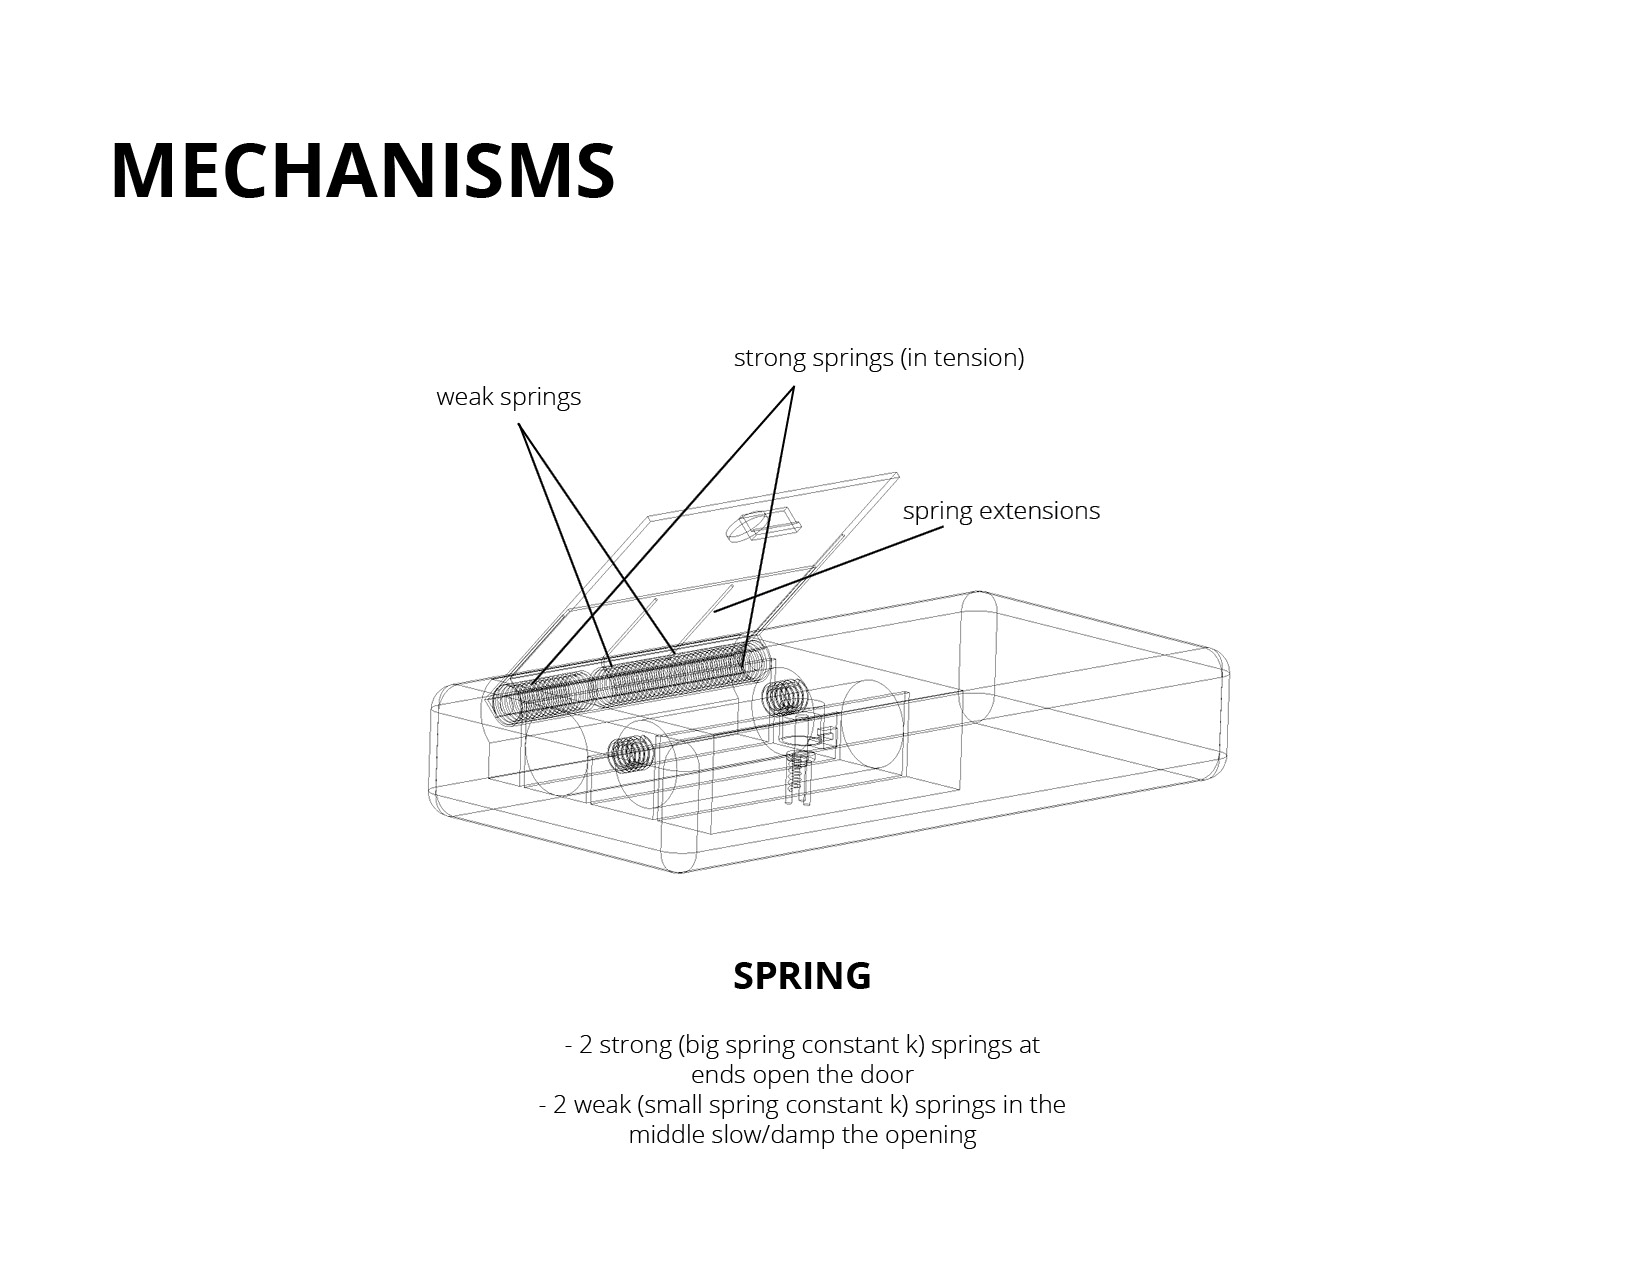 MECHANISMS
strong springs (in tension)
weak springs
spring extensions
SPRING
- 2 strong (big spring constant k) springs at
ends open the door
- 2 weak (small spring constant k) springs in the
middle slow/damp the opening